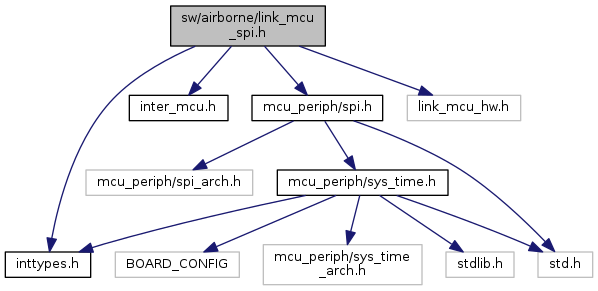 sw/airborne/link_mcu
_spi.h
inter_mcu.h
mcu_periph/spi.h
link_mcu_hw.h
mcu_periph/spi_arch.h
mcu_periph/sys_time.h
inttypes.h
BOARD_CONFIG
mcu_periph/sys_time
_arch.h
stdlib.h
std.h